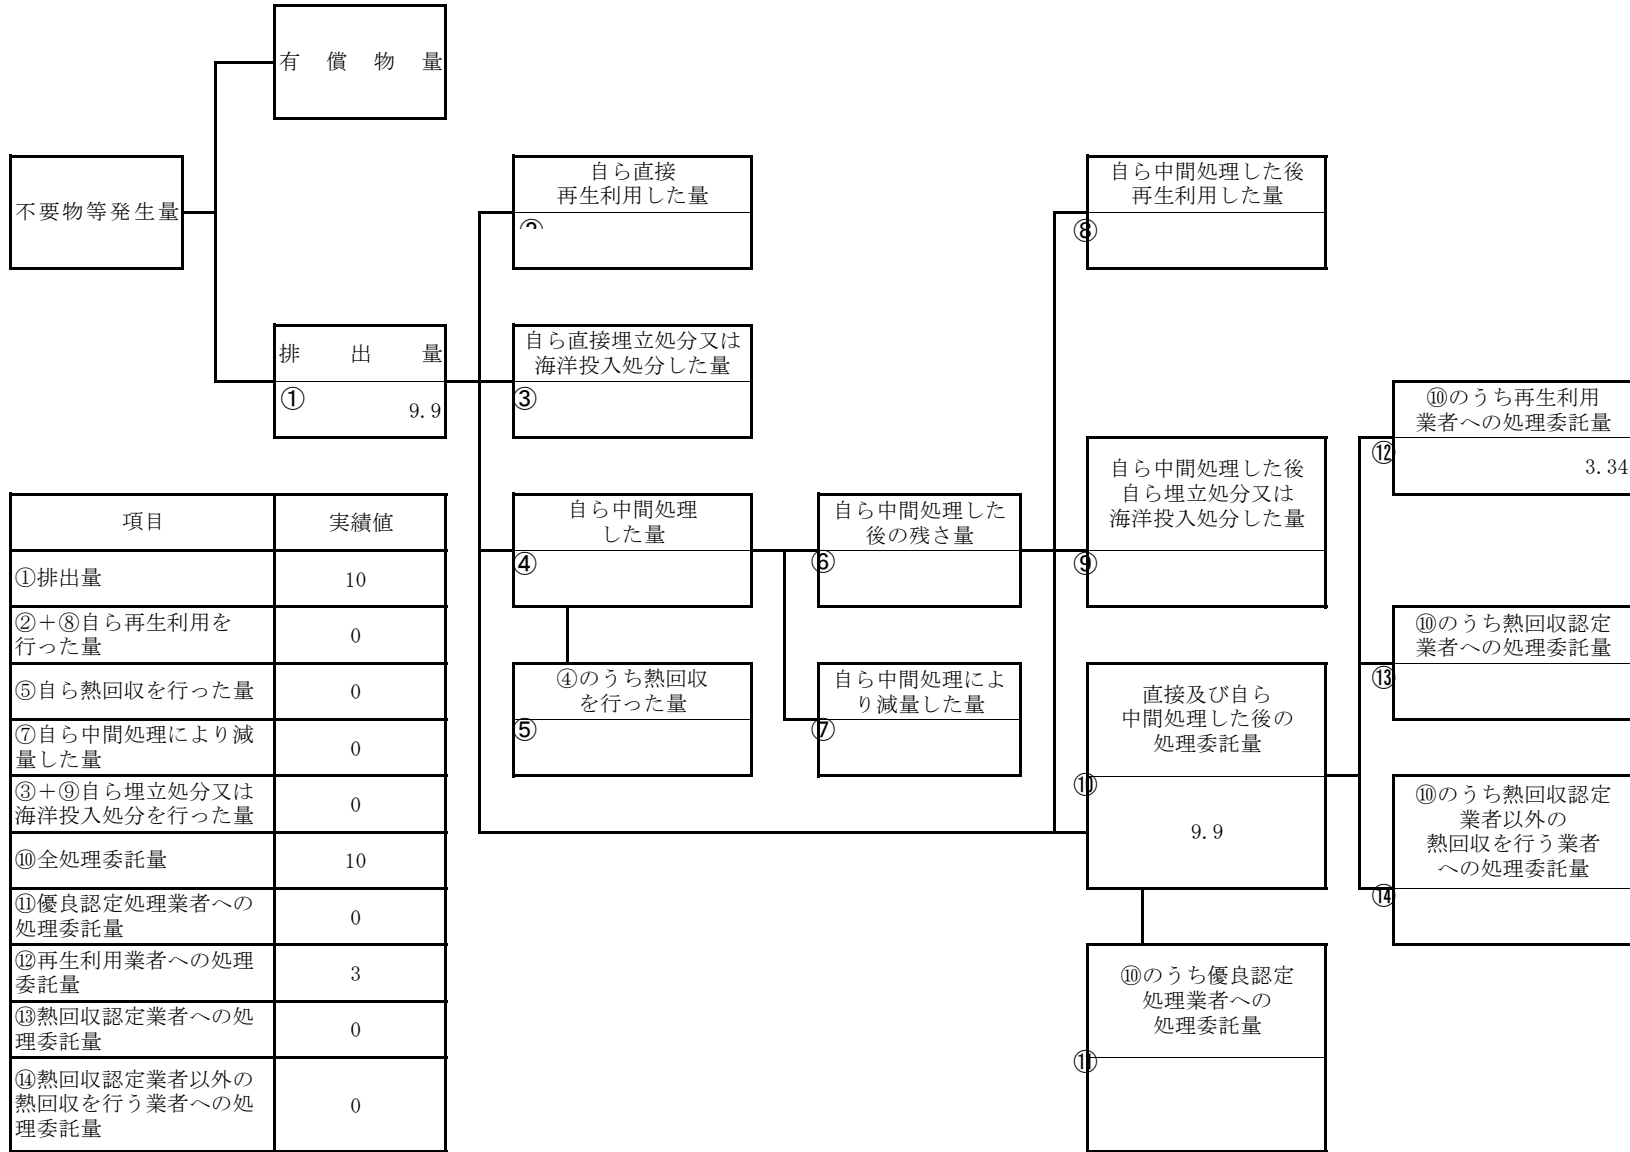 有償物量
不要物等発生量
自ら直接
再生利用した量
②
自ら中間処理した後
再生利用した量
⑧
排出量
①
9.9
自ら直接埋立処分又は
海洋投入処分した量
③
⑩のうち再生利用
業者への処理委託量
⑫
3.34
自ら中間処理した後
自ら埋立処分又は
海洋投入処分した量
⑨
自ら中間処理
した量
④
自ら中間処理した
後の残さ量
⑥
⑩のうち熱回収認定
業者への処理委託量
⑬
④のうち熱回収
を行った量
⑤
自ら中間処理によ
り減量した量
⑦
直接及び自ら
中間処理した後の
処理委託量
⑩
9.9
⑩のうち熱回収認定
業者以外の
熱回収を行う業者
への処理委託量
⑭
⑩のうち優良認定
処理業者への
処理委託量
⑪
項目 実績値
①排出量 10
②+⑧自ら再生利用を
行った量 0
⑤自ら熱回収を行った量 0
⑦自ら中間処理により減
量した量 0
③+⑨自ら埋立処分又は
海洋投入処分を行った量 0
⑩全処理委託量 10
⑪優良認定処理業者への
処理委託量 0
⑫再生利用業者への処理
委託量 3
⑬熱回収認定業者への処
理委託量 0
⑭熱回収認定業者以外の
熱回収を行う業者への処
理委託量 0